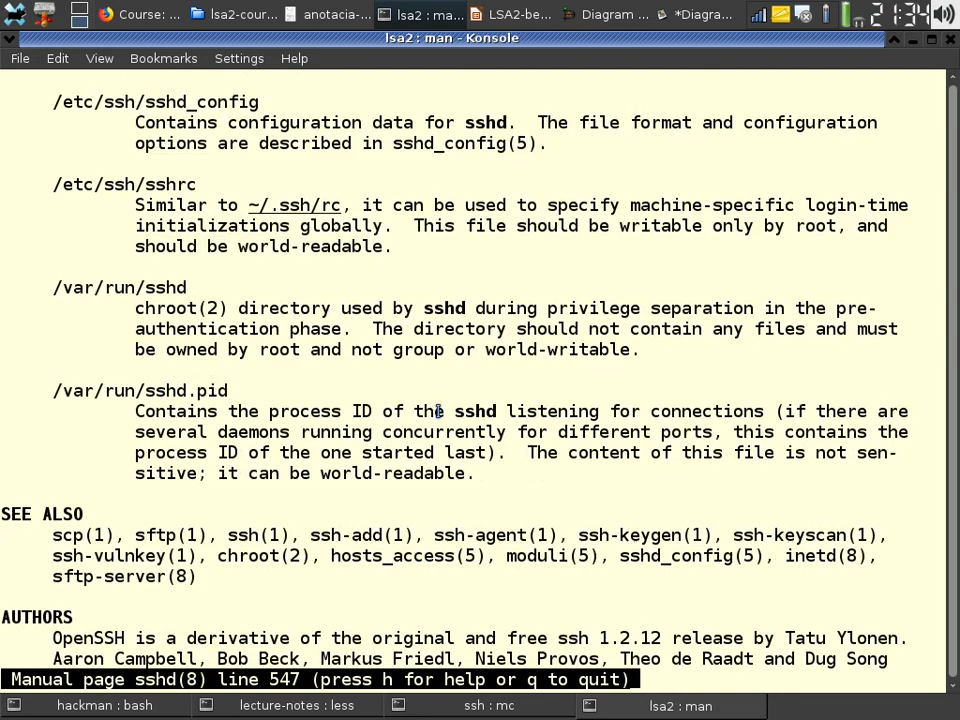 Course: ...
lsa2-cour...
anotacia-...
lsa2 : ma...
LSA2-be...
Diagram ...
*Diagra...
21:34
lsa2 : man - Konsole
File Edit View Bookmarks Settings Help
/etc/ssh/sshd_config
Contains configuration data for sshd.  The file format and configuration
options are described in sshd_config(5).
/etc/ssh/sshrc
Similar to ~/.ssh/rc, it can be used to specify machine-specific login-time
initializations globally.  This file should be writable only by root, and
should be world-readable.
/var/run/sshd
chroot(2) directory used by sshd during privilege separation in the pre-
authentication phase.  The directory should not contain any files and must
be owned by root and not group or world-writable.
/var/run/sshd.pid
Contains the process ID of the sshd listening for connections (if there are
several daemons running concurrently for different ports, this contains the
process ID of the one started last).  The content of this file is not sen-
sitive; it can be world-readable.
SEE ALSO
scp(1), sftp(1), ssh(1), ssh-add(1), ssh-agent(1), ssh-keygen(1), ssh-keyscan(1),
ssh-vulnkey(1), chroot(2), hosts_access(5), moduli(5), sshd_config(5), inetd(8),
sftp-server(8)
AUTHORS
OpenSSH is a derivative of the original and free ssh 1.2.12 release by Tatu Ylonen.
Aaron Campbell, Bob Beck, Markus Friedl, Niels Provos, Theo de Raadt and Dug Song
Manual page sshd(8) line 547 (press h for help or q to quit)
hackman : bash
lecture-notes : less
ssh : mc
lsa2 : man